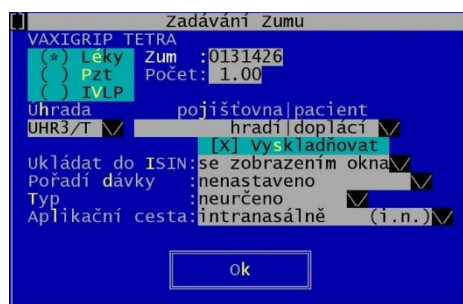 [] Zadávání Zumu
VAXIGRIP TETRA
(*) Léky Zum :0131426
( ) Pzt Počet: 1.00
( ) IVLP
Úhrada pojišťovna|pacient
UHR3/T hradí|doplácí
[X] Vyskladňovat
Ukládat do ISIN:se zobrazením okna
Pořadí dávky :nenastaveno
Typ :neurčeno
Aplikační cesta:intranasálně (i.n.)
Ok